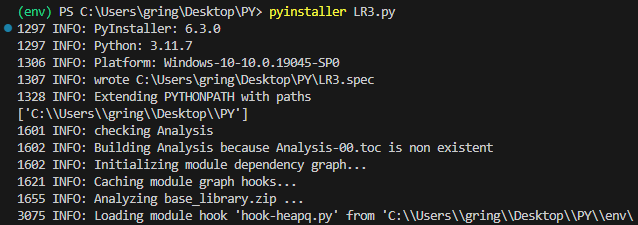 (env) PS C:\Users\gring\Desktop\PY> pyinstaller LR3.py
1297 INFO: PyInstaller: 6.3.0
1297 INFO: Python: 3.11.7
1306 INFO: Platform: Windows-10-10.0.19045-SP0
1307 INFO: wrote C:\Users\gring\Desktop\PY\LR3.spec
1328 INFO: Extending PYTHONPATH with paths
['C:\\Users\\gring\\Desktop\\PY']
1601 INFO: checking Analysis
1602 INFO: Building Analysis because Analysis-00.toc is non existent
1602 INFO: Initializing module dependency graph...
1621 INFO: Caching module graph hooks...
1655 INFO: Analyzing base_library.zip ...
3075 INFO: Loading module hook 'hook-heapq.py' from 'C:\\Users\\gring\\Desktop\\PY\\env\